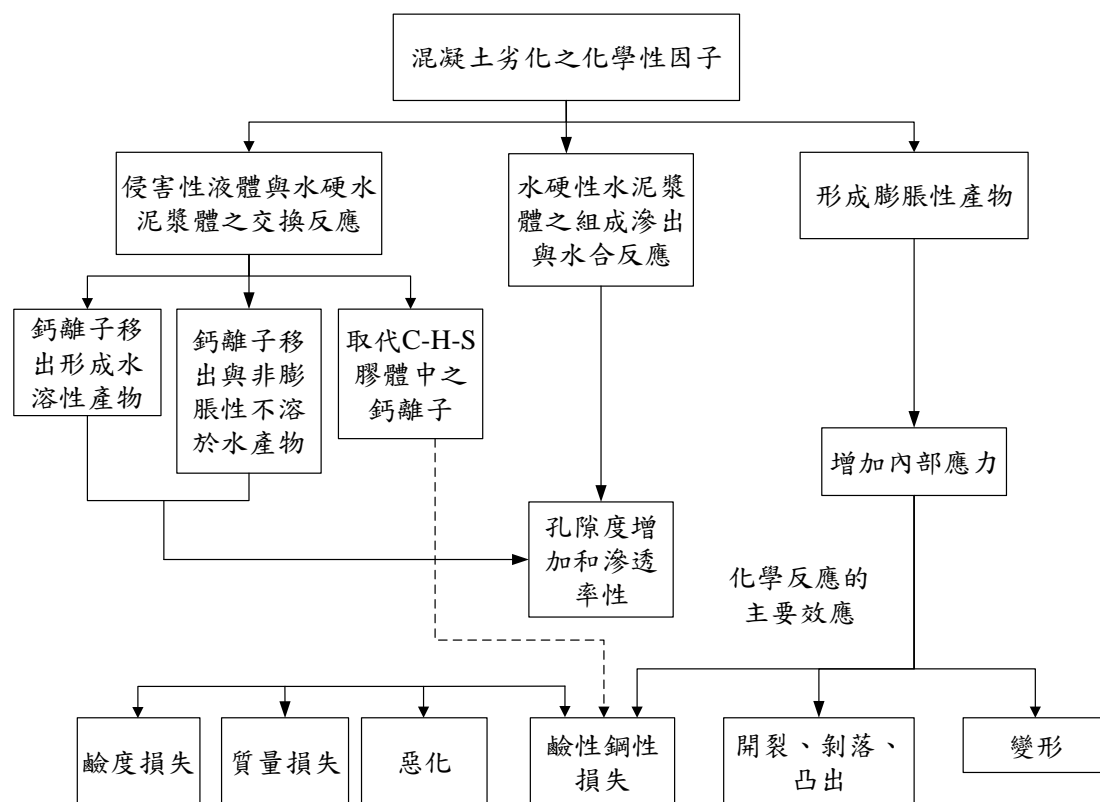 混凝土劣化之化學性因子
侵害性液體與水硬水
泥漿體之交換反應
水硬性水泥漿
體之組成滲出
與水合反應
形成膨脹性產物
鈣離子移
出形成水
溶性產物
鈣離子移
出與非膨
脹性不溶
於水產物
取代C-H-S
膠體中之
鈣離子
增加內部應力
孔隙度增
加和滲透
率性
化學反應的
主要效應
鹼度損失
質量損失
惡化
鹼性鋼性
損失
開裂、剝落、
凸出
變形